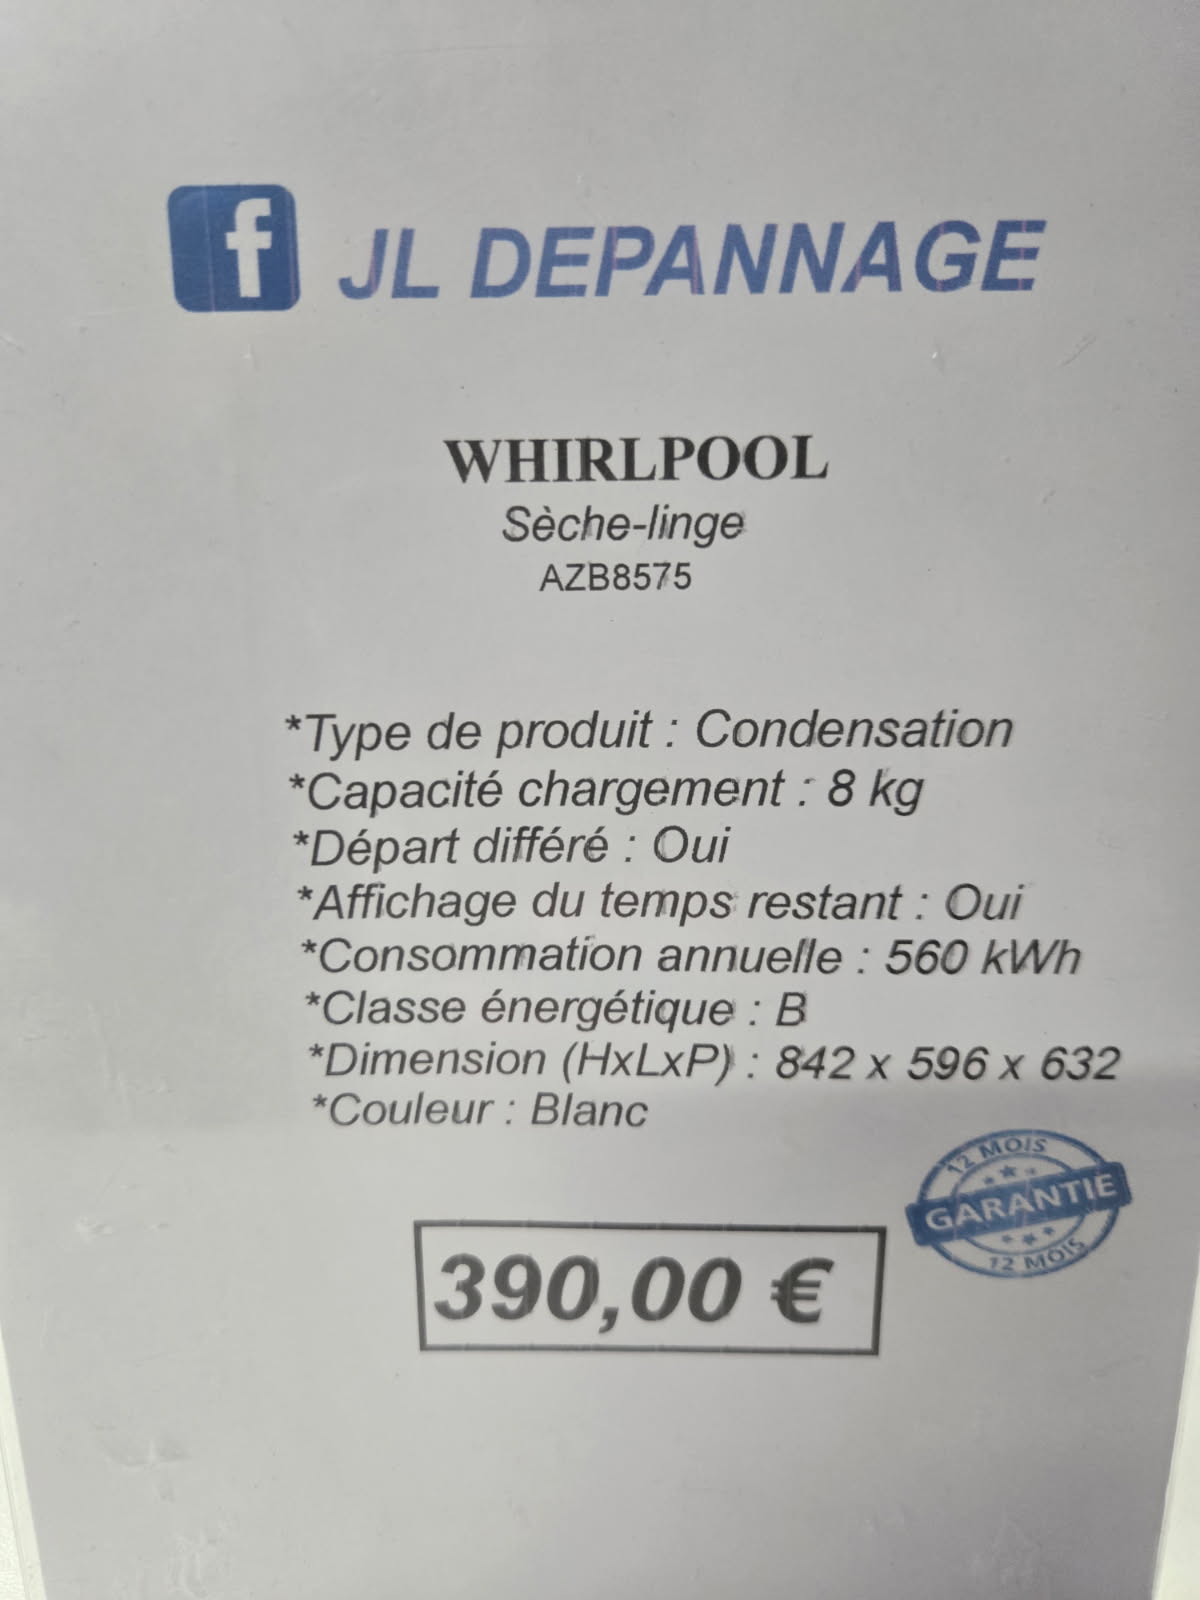 f JL DEPANNAGE
WHIRLPOOL
Sèche-linge
AZB8575
*Type de produit : Condensation
*Capacité chargement : 8 kg
*Départ différé : Oui
*Affichage du temps restant : Oui
*Consommation annuelle : 560 kWh
*Classe énergétique : B
*Dimension (HxLxP) : 842 x 596 x 632
*Couleur : Blanc
12 MOIS
GARANTIE
12 MOIS
390,00 €